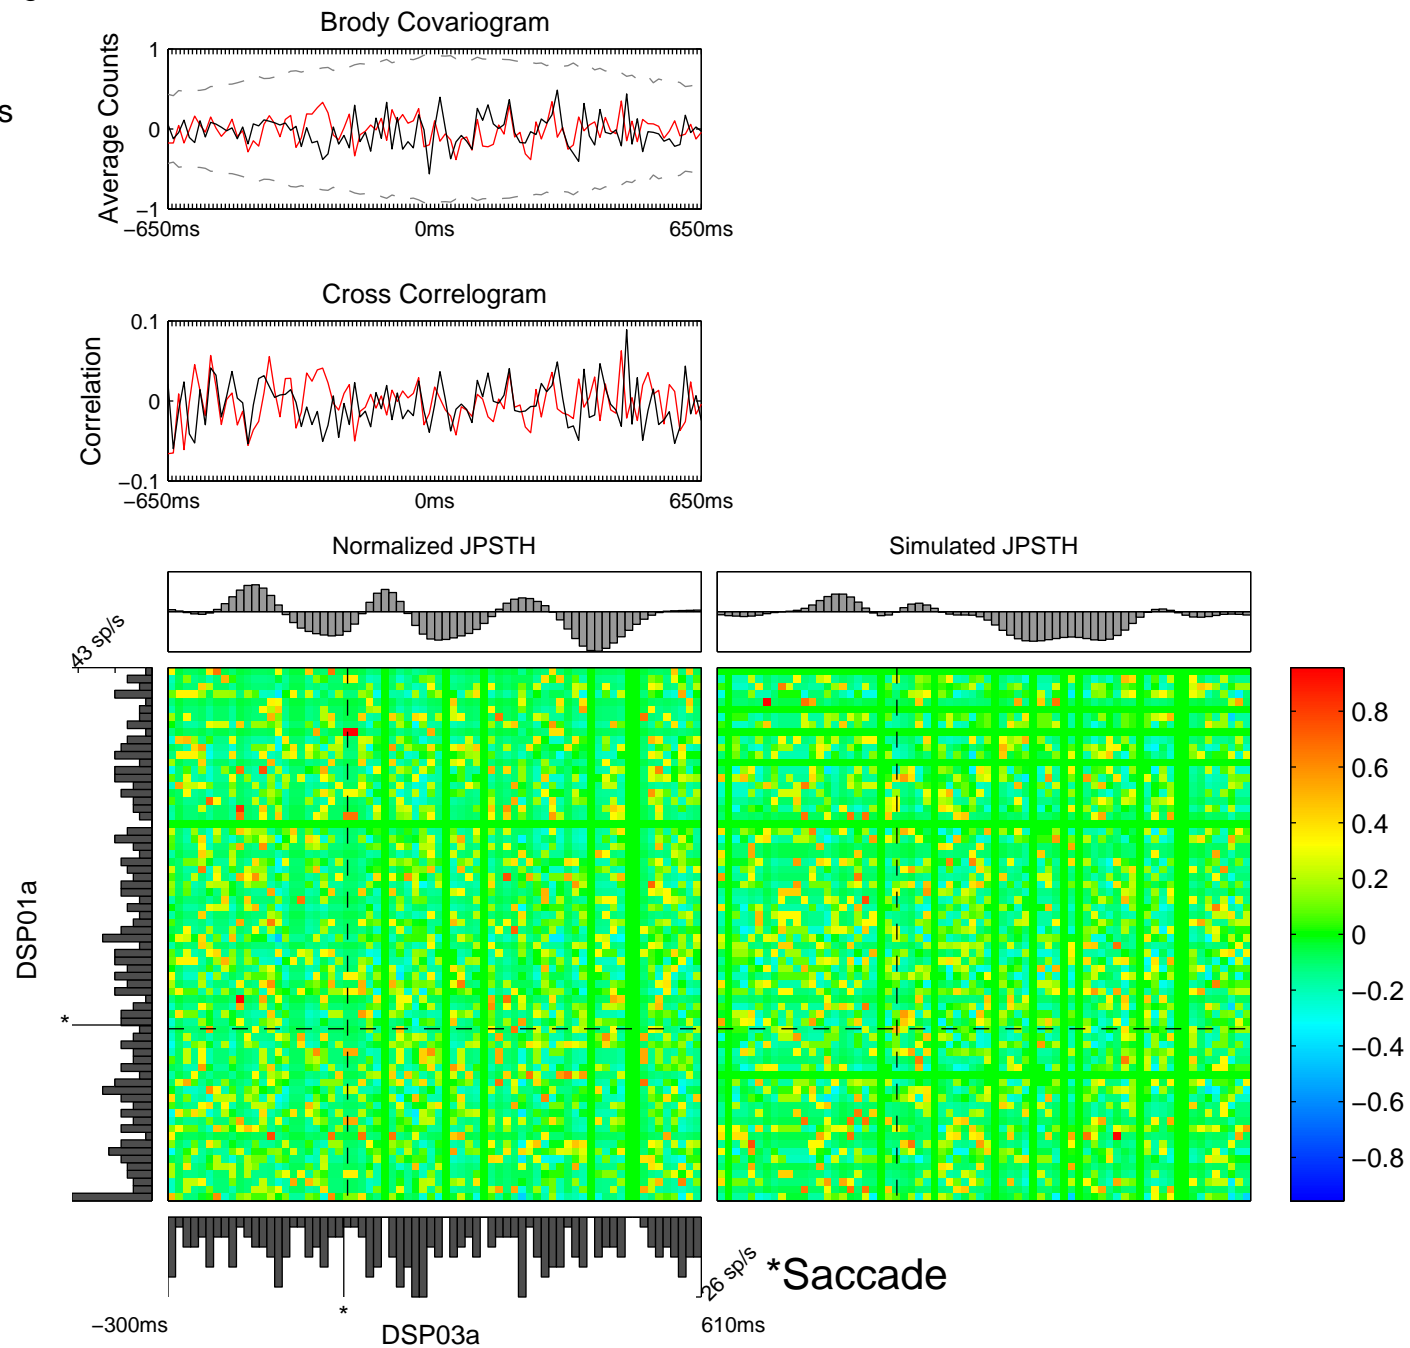 Brody Covariogram
Average Counts
1
0
−1
−650ms
0ms
650ms
s
Cross Correlogram
Correlation
0.1
0
−0.1
−650ms
0ms
650ms
Normalized JPSTH
Simulated JPSTH
43 sp/s
DSP01a
*
0.8
0.6
0.4
0.2
0
−0.2
−0.4
−0.6
−0.8
26 sp/s
*Saccade
*
−300ms
DSP03a
610ms